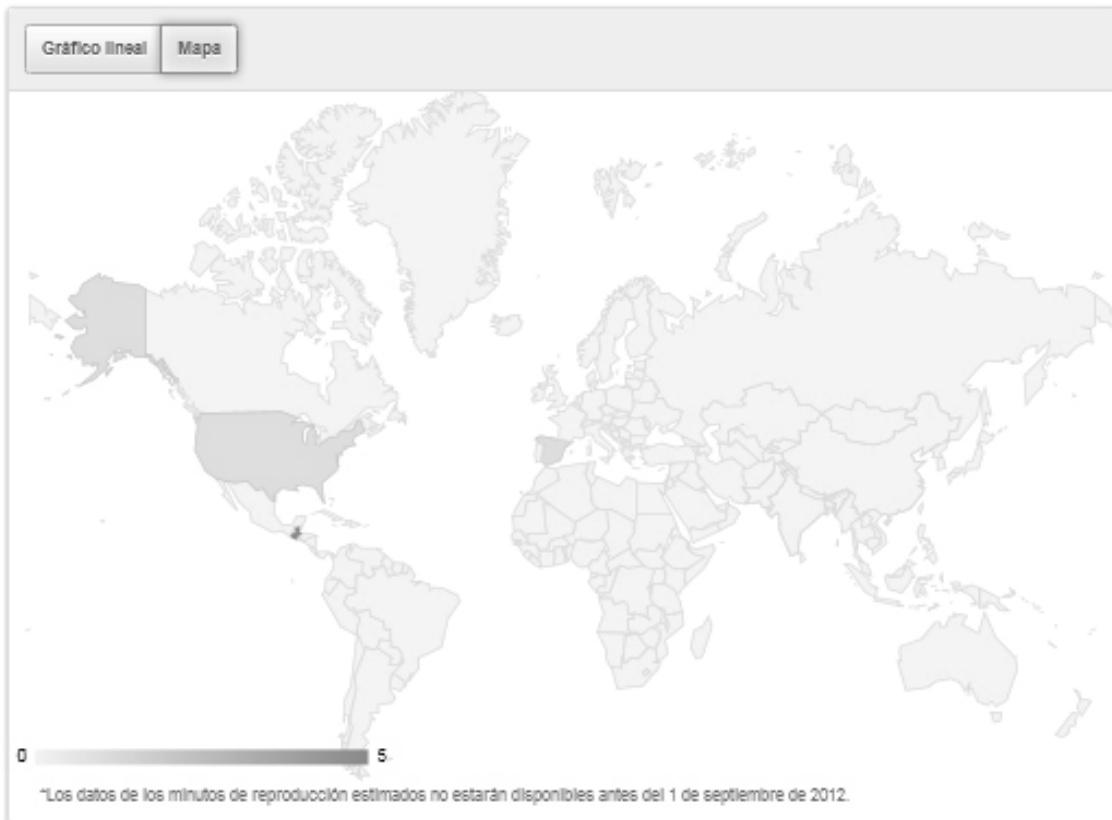 Gráfico lineal
Mapa
0
5
*Los datos de los minutos de reproducción estimados no estarán disponibles antes del 1 de septiembre de 2012.